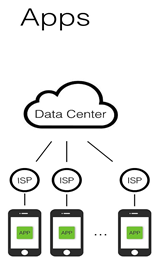 Apps
Data Center
ISP ISP ISP
APP APP ... APP